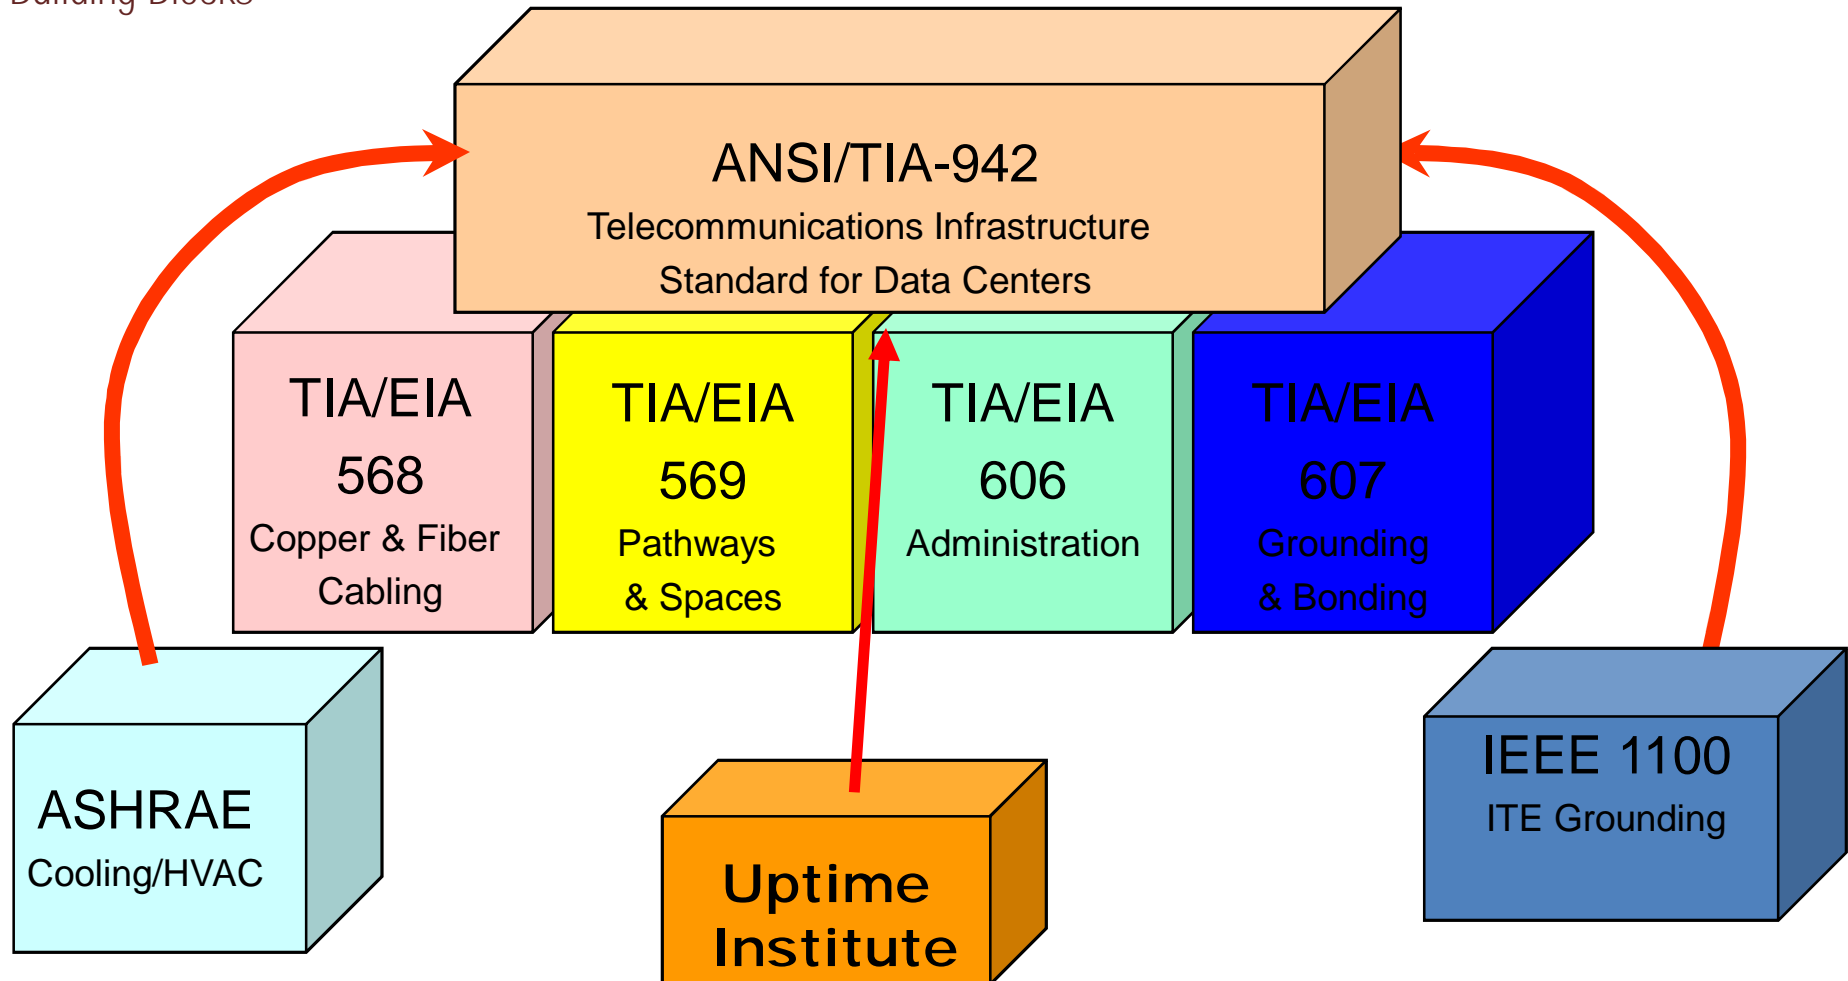 Building Blocks
ANSI/TIA-942
Telecommunications Infrastructure
Standard for Data Centers
TIA/EIA
568
Copper & Fiber
Cabling
TIA/EIA
569
Pathways
& Spaces
TIA/EIA
606
Administration
TIA/EIA
607
Grounding
& Bonding
ASHRAE
Cooling/HVAC
Uptime
Institute
IEEE 1100
ITE Grounding